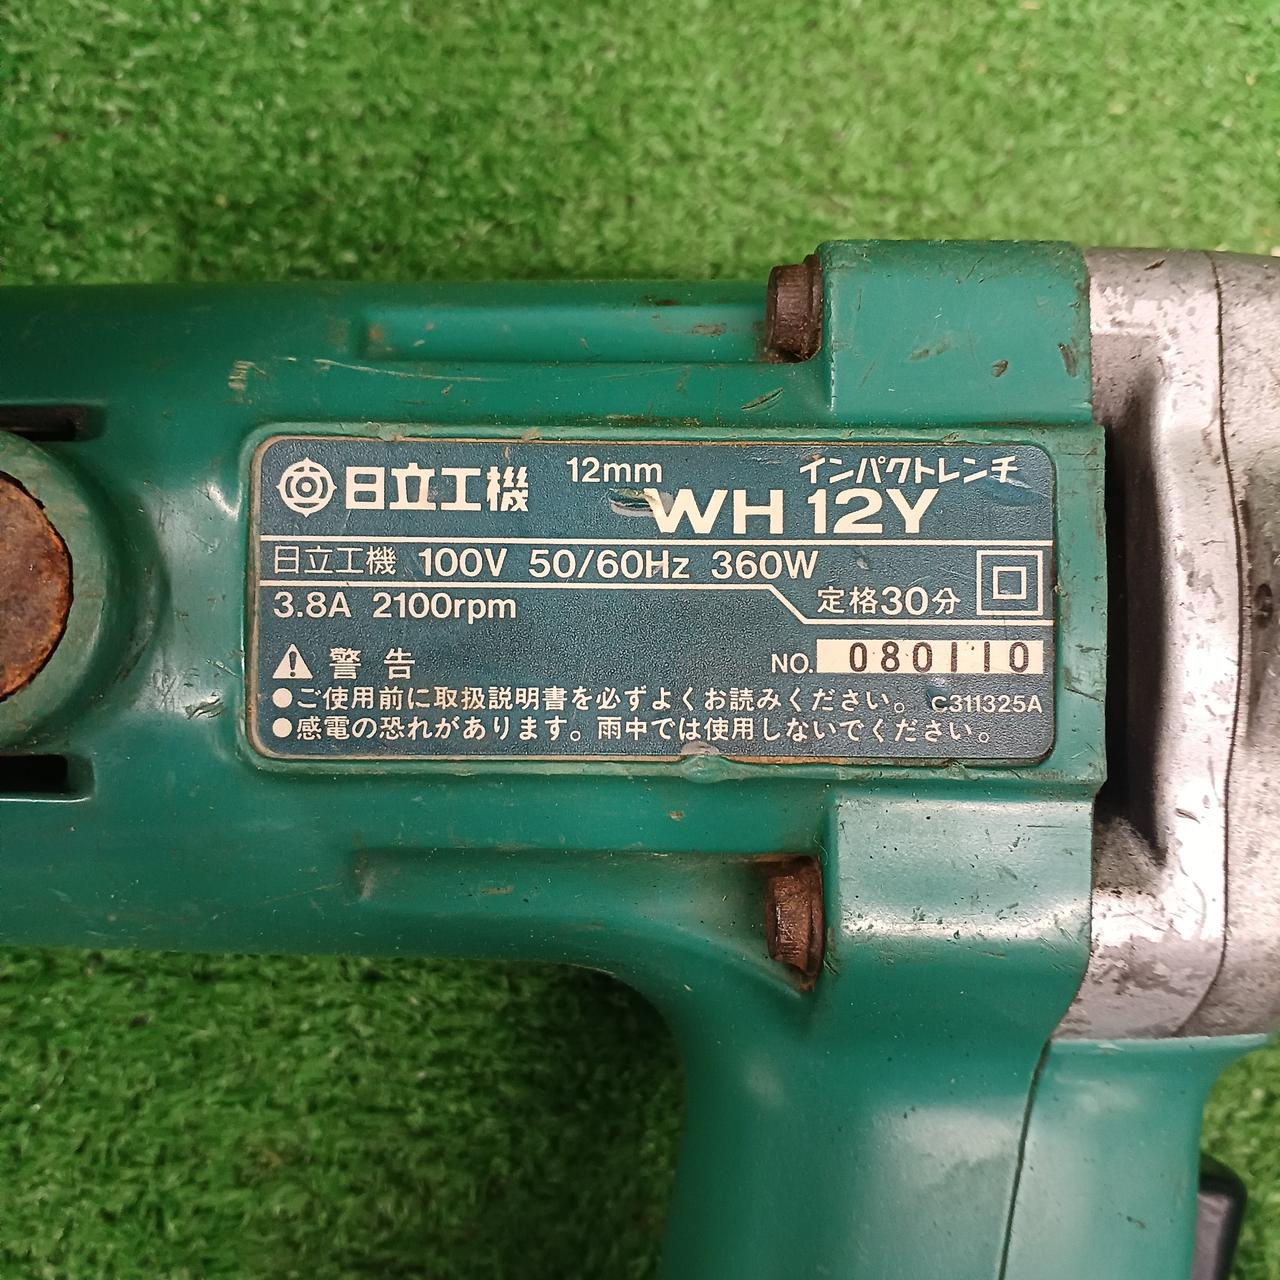 日立工機 12mm インパクトレンチ
WH 12Y
日立工機 100V 50/60Hz 360W
3.8A 2100rpm 定格30分
警告 NO. 080110
●ご使用前に取扱説明書を必ずよくお読みください。 C311325A
●感電の恐れがあります。雨中では使用しないでください。